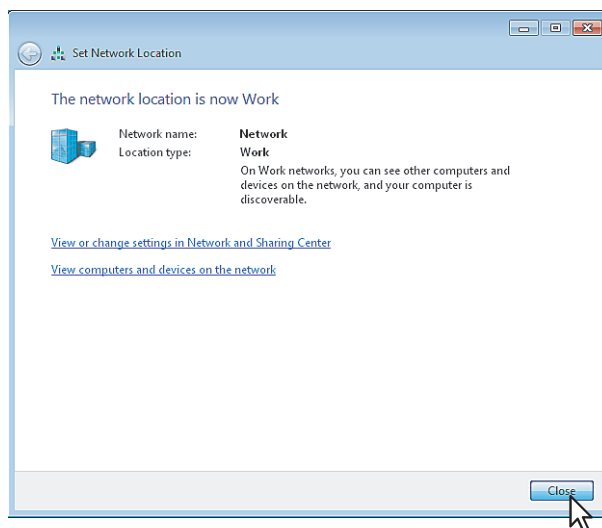 Set Network Location
The network location is now Work
Network name: Network
Location type: Work
On Work networks, you can see other computers and
devices on the network, and your computer is
discoverable.
View or change settings in Network and Sharing Center
View computers and devices on the network
Close